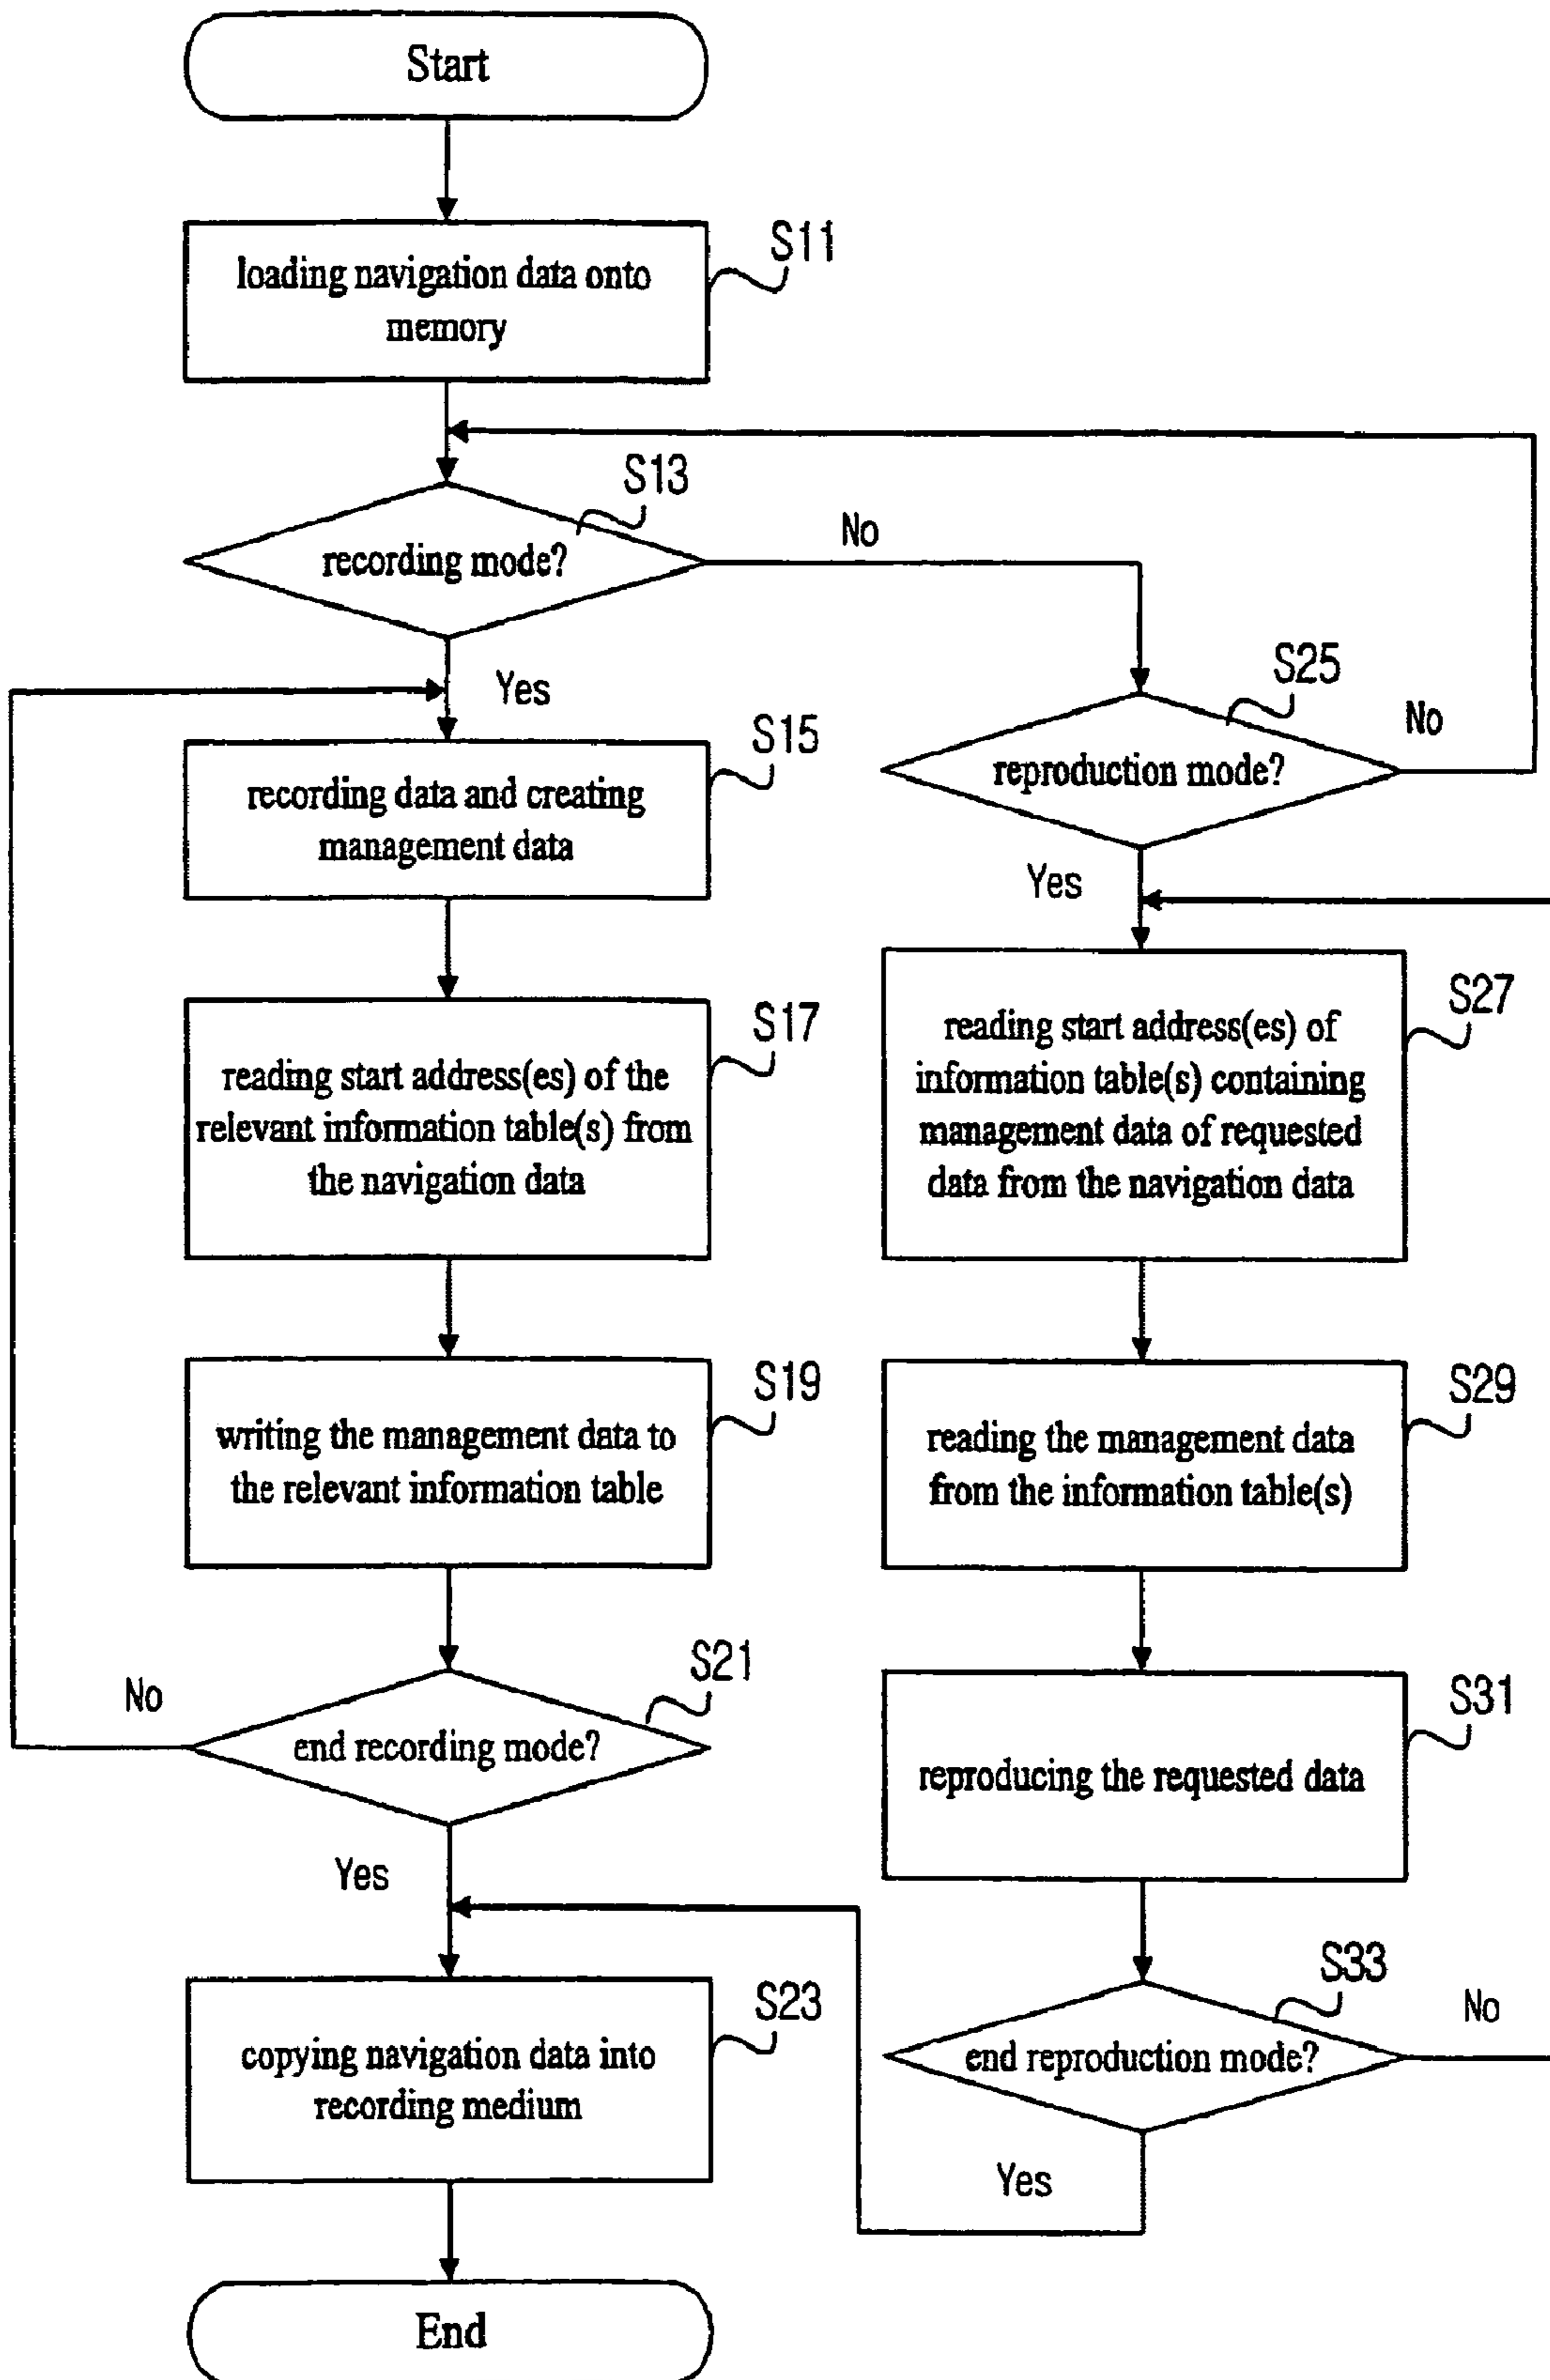 Start
S11
loading navigation data onto
memory
S13
recording mode?
No
Yes
S15
recording data and creating
management data
S17
reading start address(es) of the
relevant information table(s) from
the navigation data
S19
writing the management data to
the relevant information table
S21
No
end recording mode?
Yes
S23
copying navigation data into
recording medium
End
S25
No
reproduction mode?
Yes
S27
reading start address(es) of
information table(s) containing
management data of requested
data from the navigation data
S29
reading the management data
from the information table(s)
S31
reproducing the requested data
S33
No
end reproduction mode?
Yes